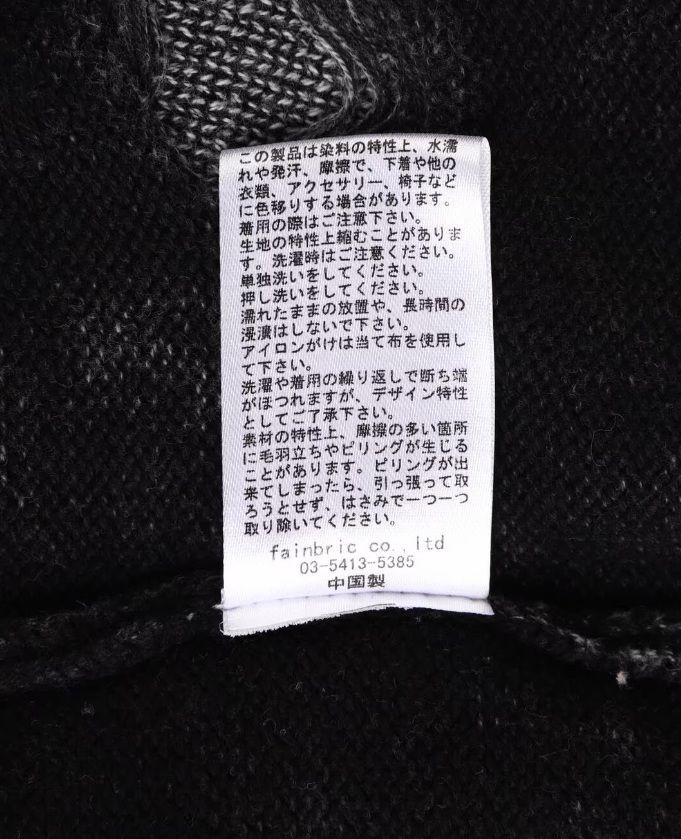 この製品は染料の特性上、水濡
れや発汗、摩擦で、下着や他の
衣類、アクセサリー、椅子など
に色移りする場合があります。
着用の際はご注意下さい。
生地の特性上縮むことがありま
す。洗濯時はご注意ください。
単独洗いをしてください。
押し洗いをしてください。
濡れたままの放置や、長時間の
浸漬はしないで下さい。
アイロンがけは当て布を使用し
て下さい。
洗濯や着用の繰り返しで断ち端
がほつれますが、デザイン特性
としてご了承下さい。
素材の特性上、摩擦の多い箇所
に毛羽立ちやピリングが生じる
ことがあります。ピリングが出
来てしまったら、引っ張って取
ろうとせず、はさみで一つ一つ
取り除いてください。
fainbric co.,ltd
03-5413-5385
中国製